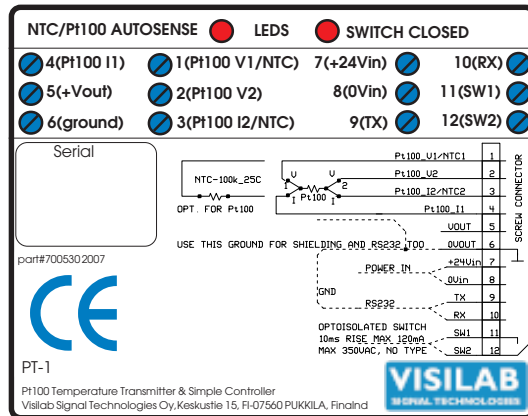 NTC/Pt100 AUTOSENSE LEDS SWITCH CLOSED
4(Pt100 I1) 1(Pt100 V1/NTC) 7(+24Vin) 10(RX)
5(+Vout) 2(Pt100 V2) 8(0Vin) 11(SW1)
6(ground) 3(Pt100 I2/NTC) 9(TX) 12(SW2)
Serial
part#7005302007
CE
PT-1
NTC-100k_25C
OPT. FOR Pt100
V V
1 Pt100 2
I I
Pt100_V1/NTC1 1
Pt100_V2 2
Pt100_I2/NTC2 3
Pt100_I1 4
VOUT 5
USE THIS GROUND FOR SHIELDING AND RS232 TOO 0VOUT 6
+24Vin 7
POWER IN
0Vin 8
GND
TX 9
RS232
RX 10
OPTOISOLATED SWITCH
10ms RISE MAX 120mA SW1 11
MAX 350VAC, NO TYPE SW2 12
SCREW CONNECTOR
Pt100 Temperature Transmitter & Simple Controller
Visilab Signal Technologies Oy, Keskustie 15, FI-07560 PUKKILA, Finalnd
VISILAB
SIGNAL TECHNOLOGIES